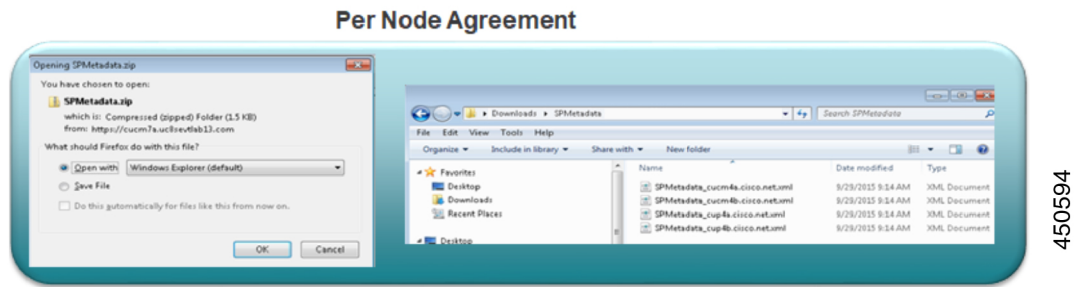 Per Node Agreement
Opening SPMetadata.zip
You have chosen to open:
SPMetadata.zip
which is: Compressed (zipped) Folder (1.5 KB)
from: https://cucm7a.ucllsevtlab13.com
What should Firefox do with this file?
Open with Windows Explorer (default)
Save File
Do this automatically for files like this from now on.
OK Cancel
Downloads SPMetadata
Search SPMetadata
File Edit View Tools Help
Organize Include in library Share with New folder
Favorites
Desktop
Downloads
Recent Places
Desktop
Name Date modified Type
SPMetadata_cucm4a.cisco.net.xml 9/29/2015 9:14 AM XML Document
SPMetadata_cucm4b.cisco.net.xml 9/29/2015 9:14 AM XML Document
SPMetadata_cup4a.cisco.net.xml 9/29/2015 9:14 AM XML Document
SPMetadata_cup4b.cisco.net.xml 9/29/2015 9:14 AM XML Document
450594